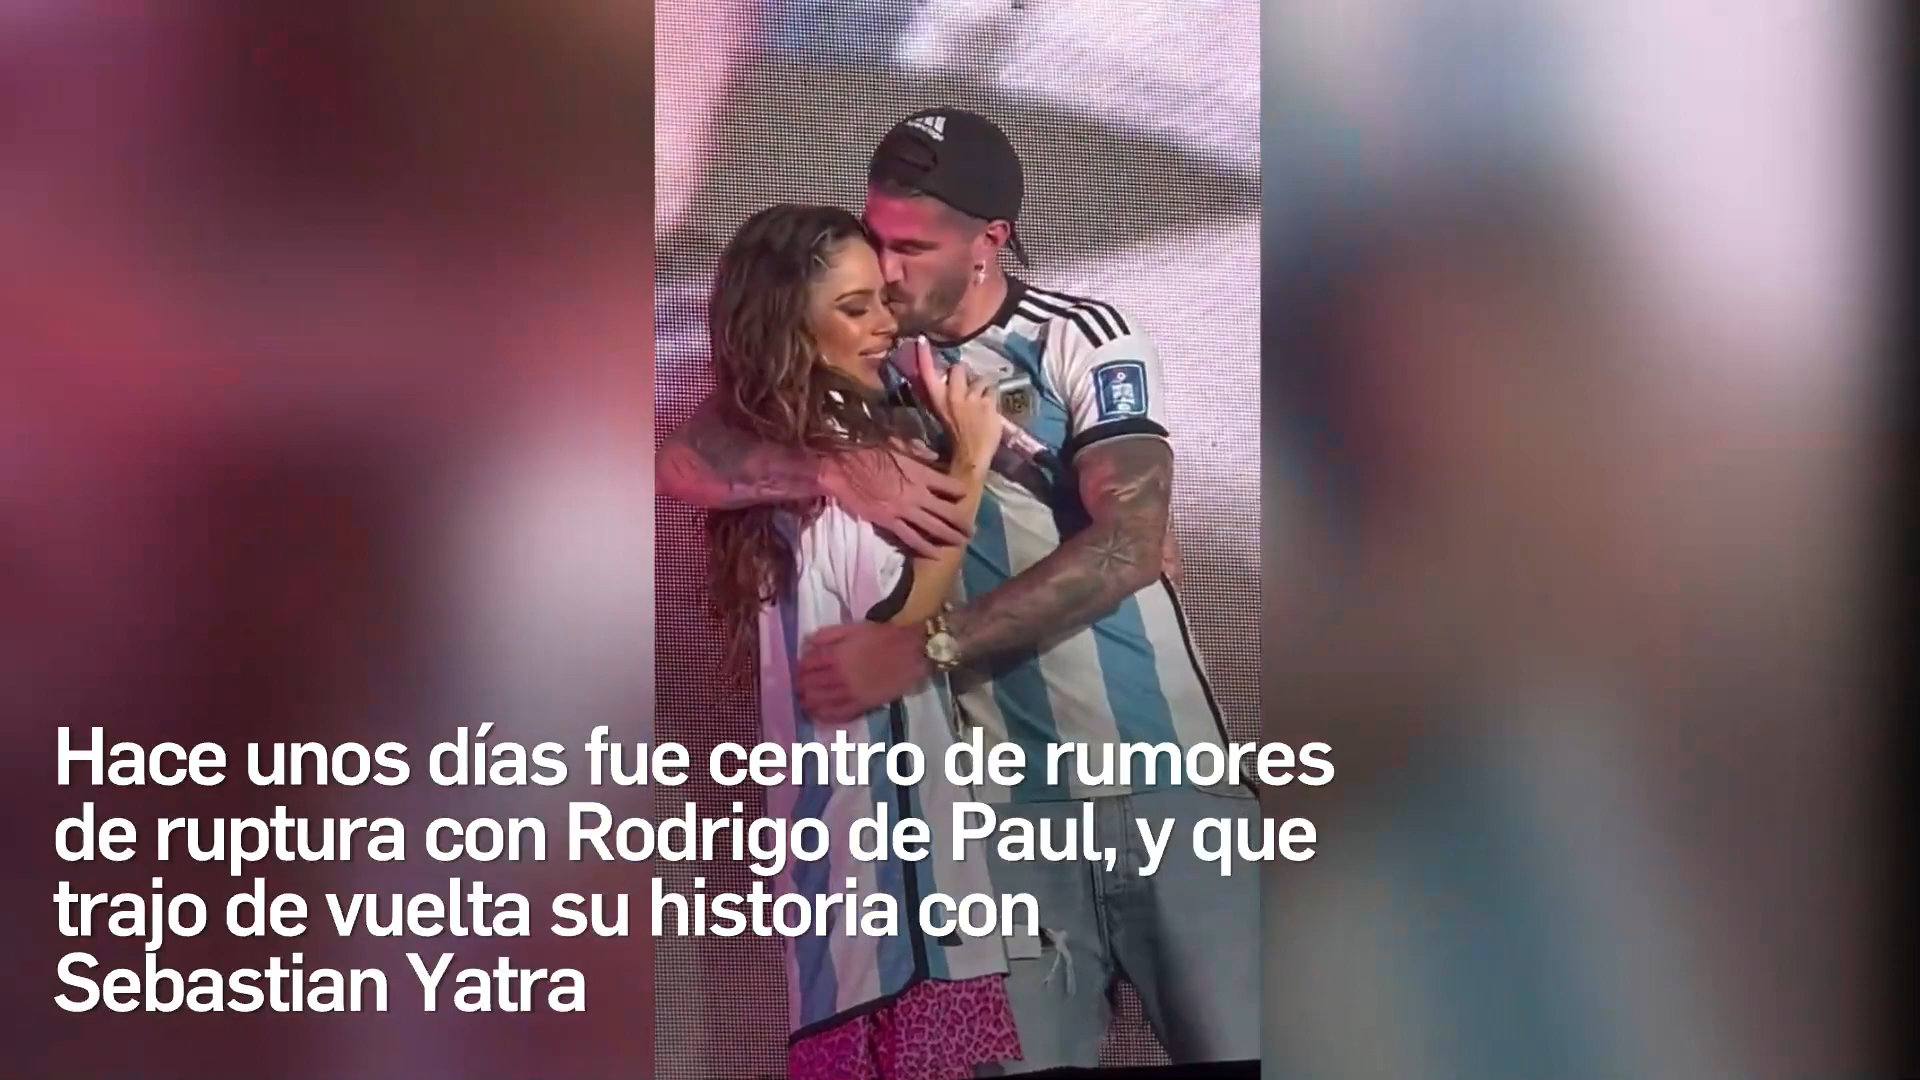 Hace unos días fue centro de rumores
de ruptura con Rodrigo de Paul, y que
trajo de vuelta su historia con
Sebastian Yatra